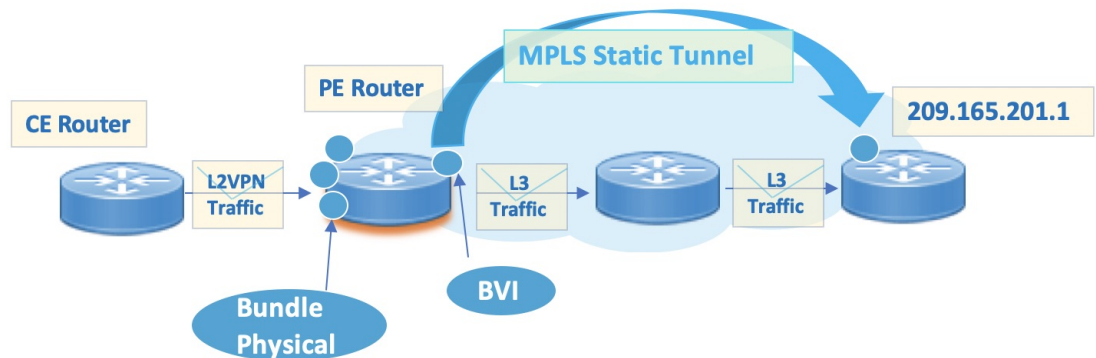 MPLS Static Tunnel
PE Router
CE Router
209.165.201.1
L2VPN
Traffic
L3
Traffic
L3
Traffic
BVI
Bundle
Physical